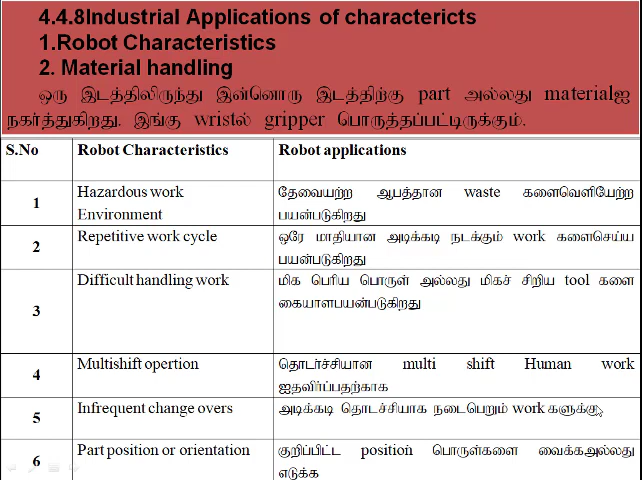 4.4.8Industrial Applications of charactericts
1.Robot Characteristics
2. Material handling
ஒரு இடத்திலிருந்து இன்னொரு இடத்திற்கு part அல்லது materialஐ
நகர்த்துகிறது. இங்கு wristல் gripper பொருத்தப்பட்டிருக்கும்.
S.No Robot Characteristics Robot applications
1 Hazardous work Environment தேவையற்ற ஆபத்தான waste களைவெளியேற்ற
பயன்படுகிறது
2 Repetitive work cycle ஒரே மாதியான அடிக்கடி நடக்கும் work களைசெய்ய
பயன்படுகிறது
3 Difficult handling work மிக பெரிய பொருள் அல்லது மிகச் சிறிய tool களை
கையாளபயன்படுகிறது
4 Multishift opertion தொடர்ச்சியான multi shift Human work
ஐதவிர்ப்பதற்காக
5 Infrequent change overs அடிக்கடி தொடச்சியாக நடைபெறும் work களுக்கு
6 Part position or orientation குறிப்பிட்ட position பொருள்களை வைக்கஅல்லது
எடுக்க